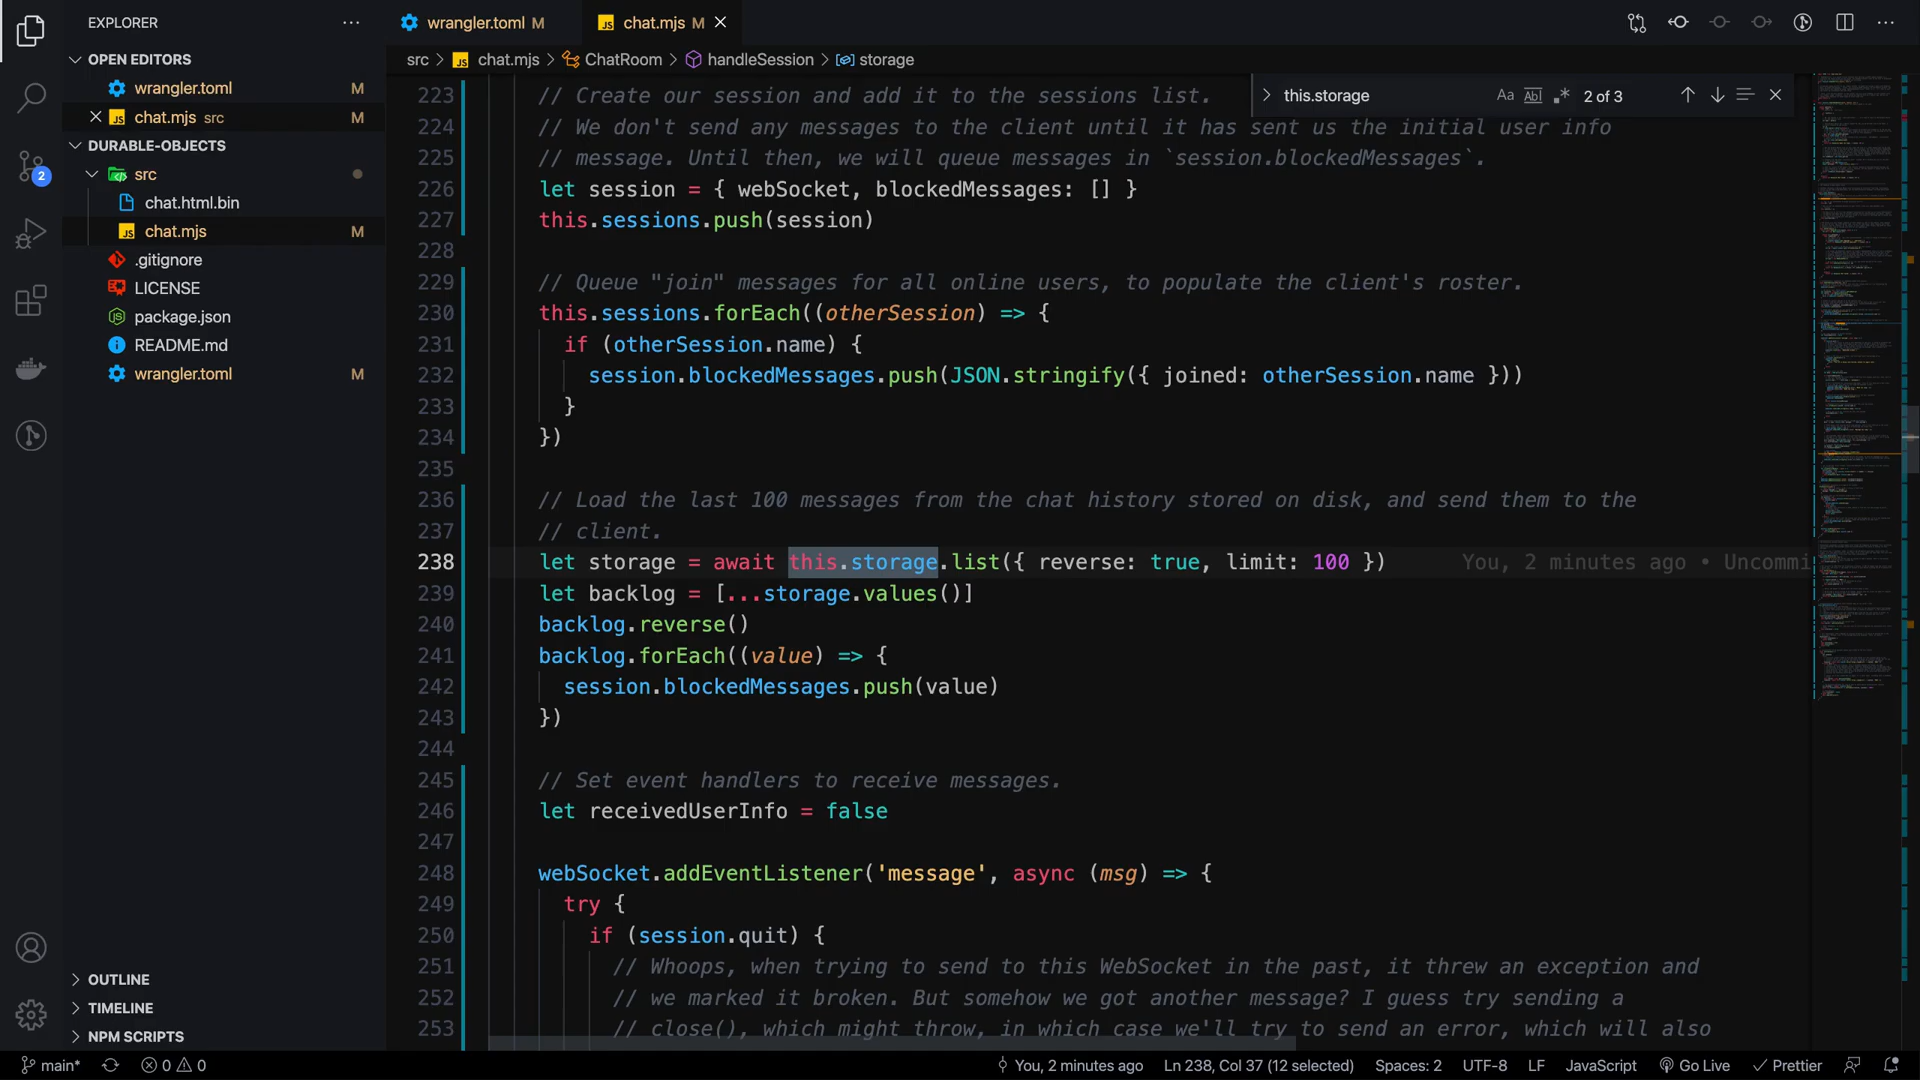 EXPLORER
OPEN EDITORS
wrangler.toml M
chat.mjs src M
DURABLE-OBJECTS
src
chat.html.bin
chat.mjs M
.gitignore
LICENSE
package.json
README.md
wrangler.toml M
OUTLINE
TIMELINE
NPM SCRIPTS
2
wrangler.toml M
chat.mjs M
src > chat.mjs > ChatRoom > handleSession > storage
this.storage Aa Abl .* 2 of 3
223 // Create our session and add it to the sessions list.
224 // We don't send any messages to the client until it has sent us the initial user info
225 // message. Until then, we will queue messages in `session.blockedMessages`.
226 let session = { webSocket, blockedMessages: [] }
227 this.sessions.push(session)
228
229 // Queue "join" messages for all online users, to populate the client's roster.
230 this.sessions.forEach((otherSession) => {
231 if (otherSession.name) {
232 session.blockedMessages.push(JSON.stringify({ joined: otherSession.name }))
233 }
234 })
235
236 // Load the last 100 messages from the chat history stored on disk, and send them to the
237 // client.
238 let storage = await this.storage.list({ reverse: true, limit: 100 }) You, 2 minutes ago • Uncommi
239 let backlog = [...storage.values()]
240 backlog.reverse()
241 backlog.forEach((value) => {
242 session.blockedMessages.push(value)
243 })
244
245 // Set event handlers to receive messages.
246 let receivedUserInfo = false
247
248 webSocket.addEventListener('message', async (msg) => {
249 try {
250 if (session.quit) {
251 // Whoops, when trying to send to this WebSocket in the past, it threw an exception and
252 // we marked it broken. But somehow we got another message? I guess try sending a
253 // close(), which might throw, in which case we'll try to send an error, which will also
main* 0 0 You, 2 minutes ago Ln 238, Col 37 (12 selected) Spaces: 2 UTF-8 LF JavaScript Go Live Prettier